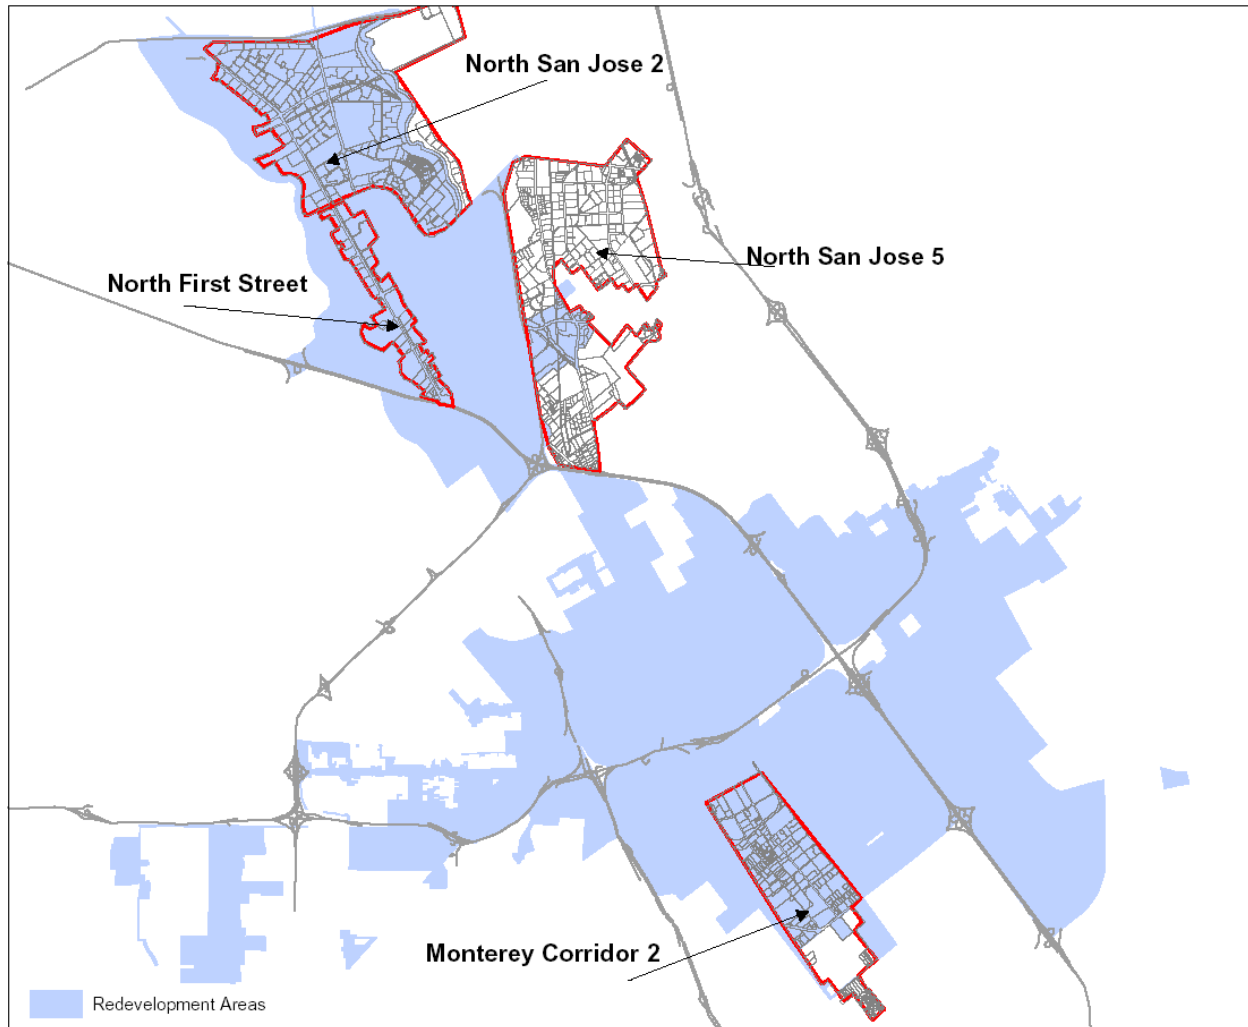 North San Jose 2
North San Jose 5
North First Street
Monterey Corridor 2
Redevelopment Areas